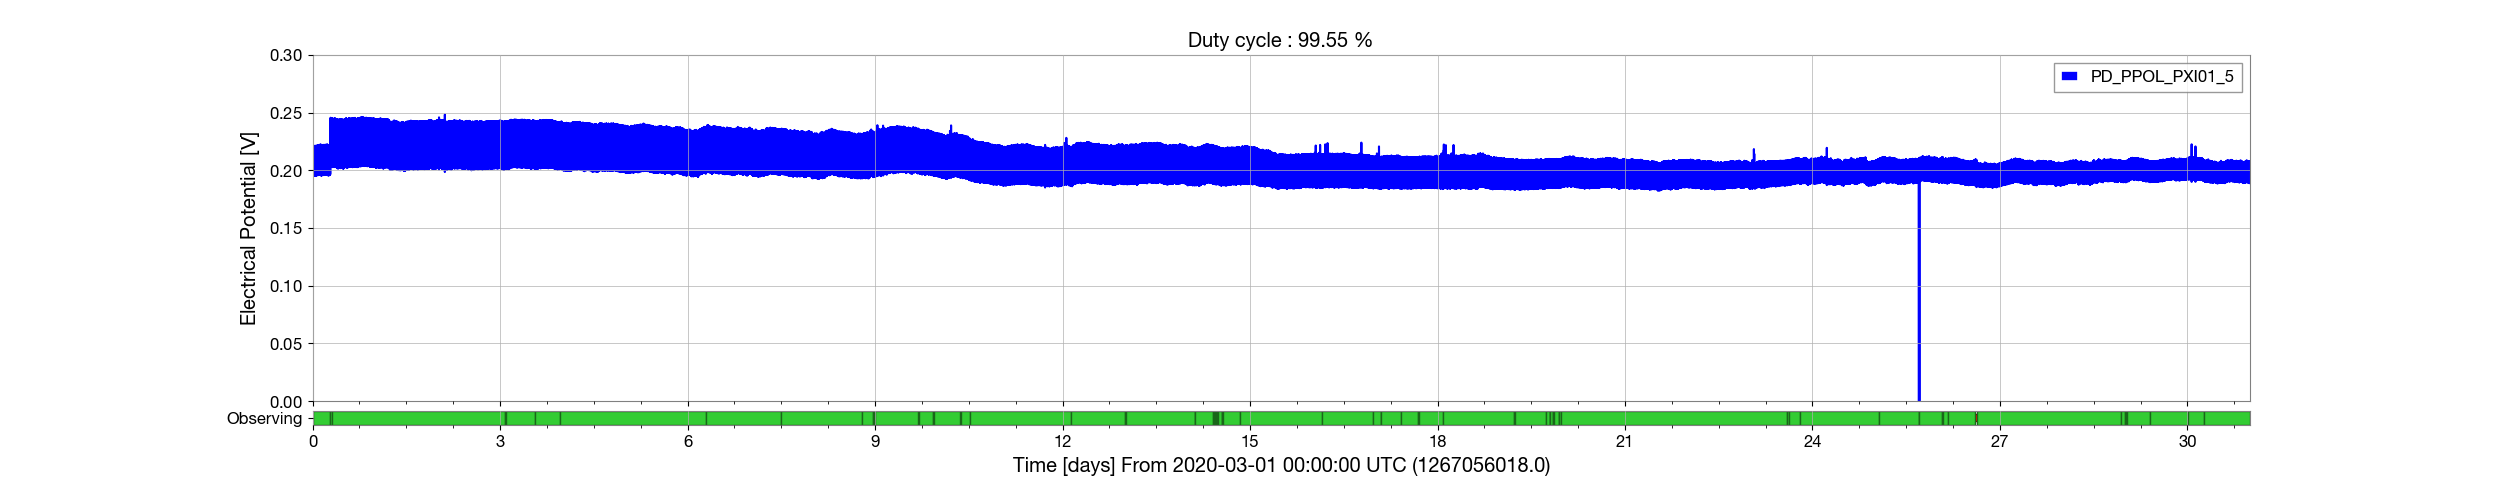 Duty cycle : 99.55 %
0.30
0.25
0.20
0.15
0.10
0.05
0.00
Electrical Potential [V]
PD_PPOL_PXI01_5
Observing
0 3 6 9 12 15 18 21 24 27 30
Time [days] From 2020-03-01 00:00:00 UTC (1267056018.0)